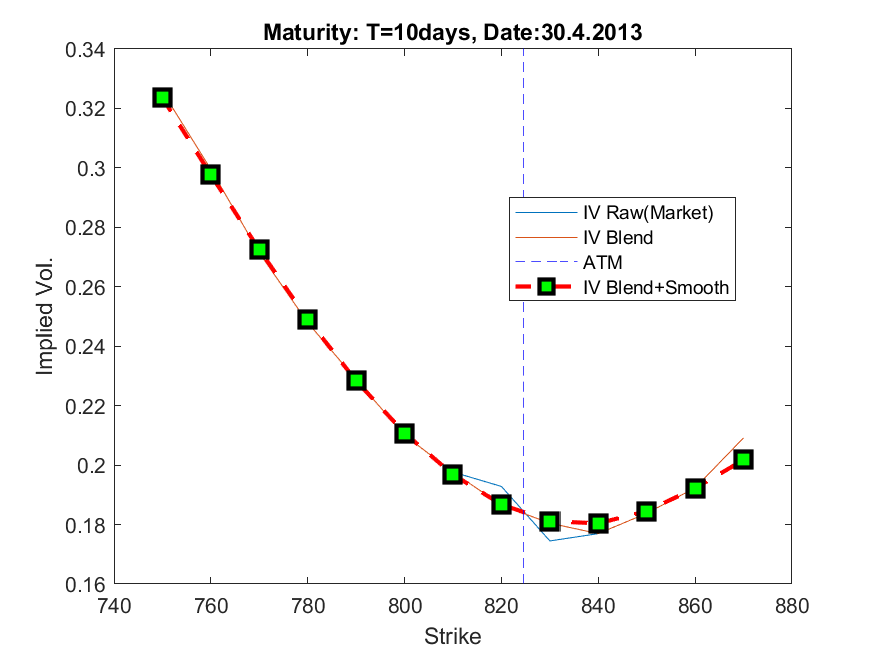 Maturity: T=10days, Date:30.4.2013
0.34
0.32
0.3
0.28
0.26
0.24
0.22
0.2
0.18
0.16
Implied Vol.
IV Raw(Market)
IV Blend
ATM
IV Blend+Smooth
740
760
780
800
820
840
860
880
Strike